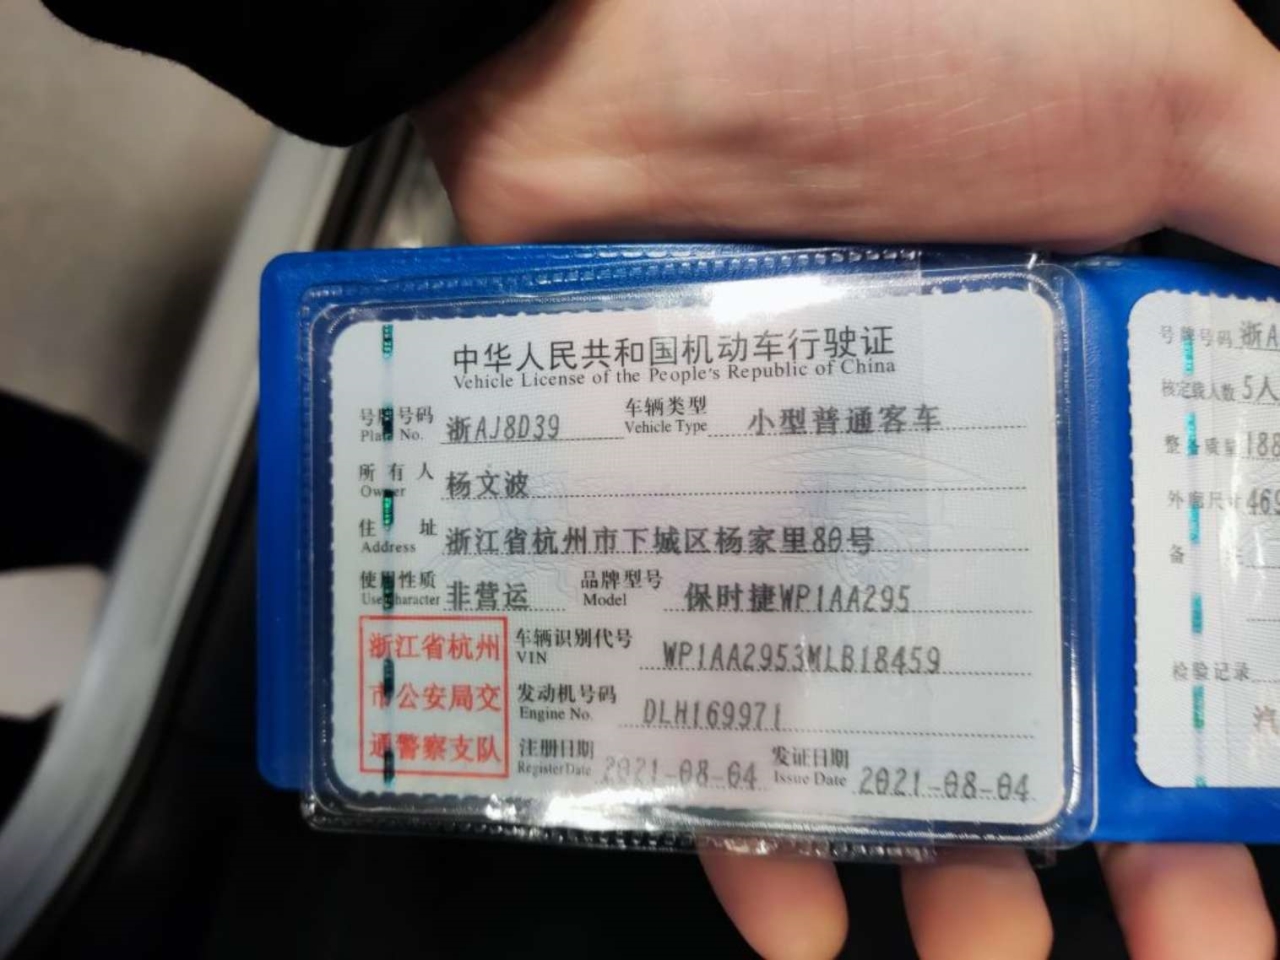 中华人民共和国机动车行驶证
Vehicle License of the People's Republic of China
号牌号码 浙AJ8D39 车辆类型 小型普通客车
Plate No. Vehicle Type
所有人 杨文波
Owner
住址 浙江省杭州市下城区杨家里80号
Address
使用性质 非营运 品牌型号 保时捷WP1AA295
Use Character Model
浙江省杭州
市公安局交
通警察支队
车辆识别代号 WP1AA2953MLB18459
VIN
发动机号码 DLH169971
Engine No.
注册日期 2021-08-04 发证日期 2021-08-04
Register Date Issue Date
号牌号码 浙A
核定载人数 5人
整备质量 188
外廓尺寸 465
备
检验记录
汽